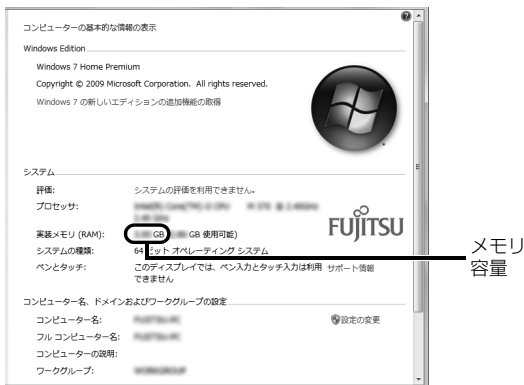 コンピューターの基本的な情報の表示
Windows Edition
Windows 7 Home Premium
Copyright © 2009 Microsoft Corporation. All rights reserved.
Windows 7 の新しいエディションの追加機能の取得
システム
評価: システムの評価を利用できません。
プロセッサ:
実装メモリ (RAM): GB GB 使用可能)
システムの種類: 64 ビット オペレーティング システム
ペンとタッチ: このディスプレイでは、ペン入力とタッチ入力は利用
できません
FUJITSU
サポート情報
メモリ
容量
コンピューター名、ドメインおよびワークグループの設定
コンピューター名: 設定の変更
フル コンピューター名:
コンピューターの説明:
ワークグループ: